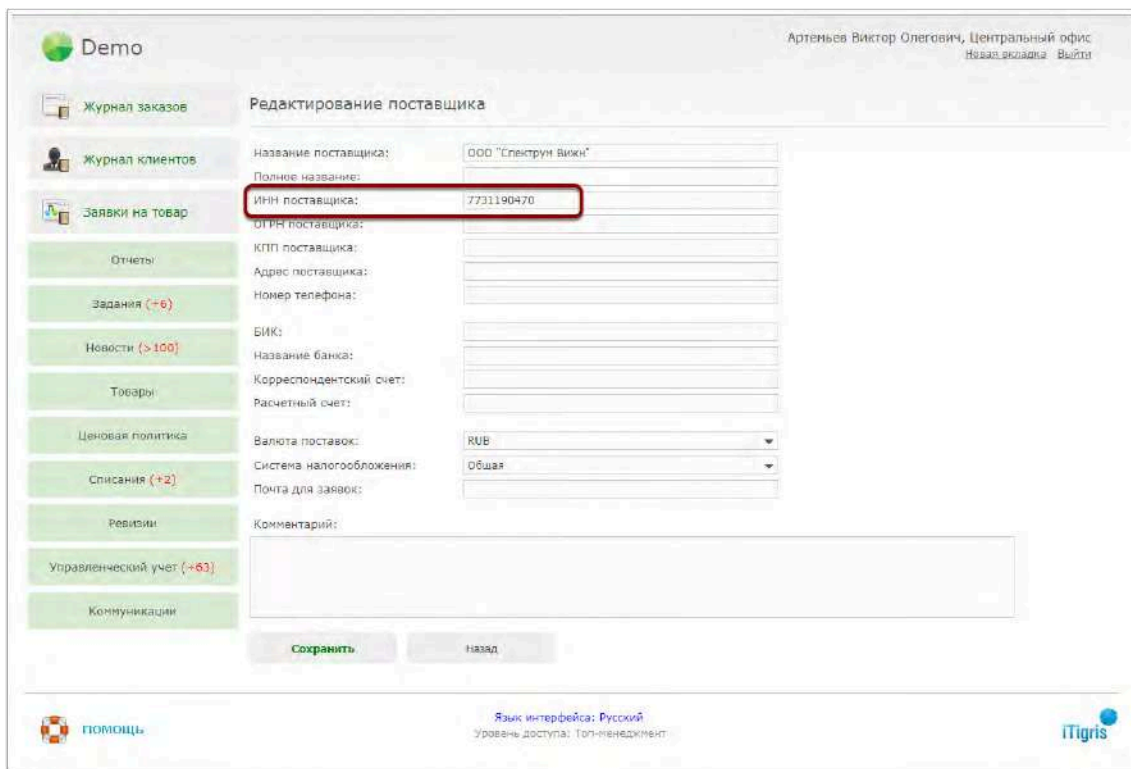 Demo
Артемьев Виктор Олегович, Центральный офис
Новая вкладка Выйти
Журнал заказов
Журнал клиентов
Заявки на товар
Отчеты
Задания (+6)
Новости (>100)
Товары
Ценовая политика
Списания (+2)
Ревизии
Управленческий учет (+63)
Коммуникации
Редактирование поставщика
Название поставщика: ООО "Спектрум Вижн"
Полное название:
ИНН поставщика: 7731190470
ОГРН поставщика:
КПП поставщика:
Адрес поставщика:
Номер телефона:
БИК:
Название банка:
Корреспондентский счет:
Расчетный счет:
Валюта поставок: RUB
Система налогообложения: Общая
Почта для заявок:
Комментарий:
Сохранить Назад
ПОМОЩЬ
Язык интерфейса: Русский
Уровень доступа: Топ-менеджмент
iTigris